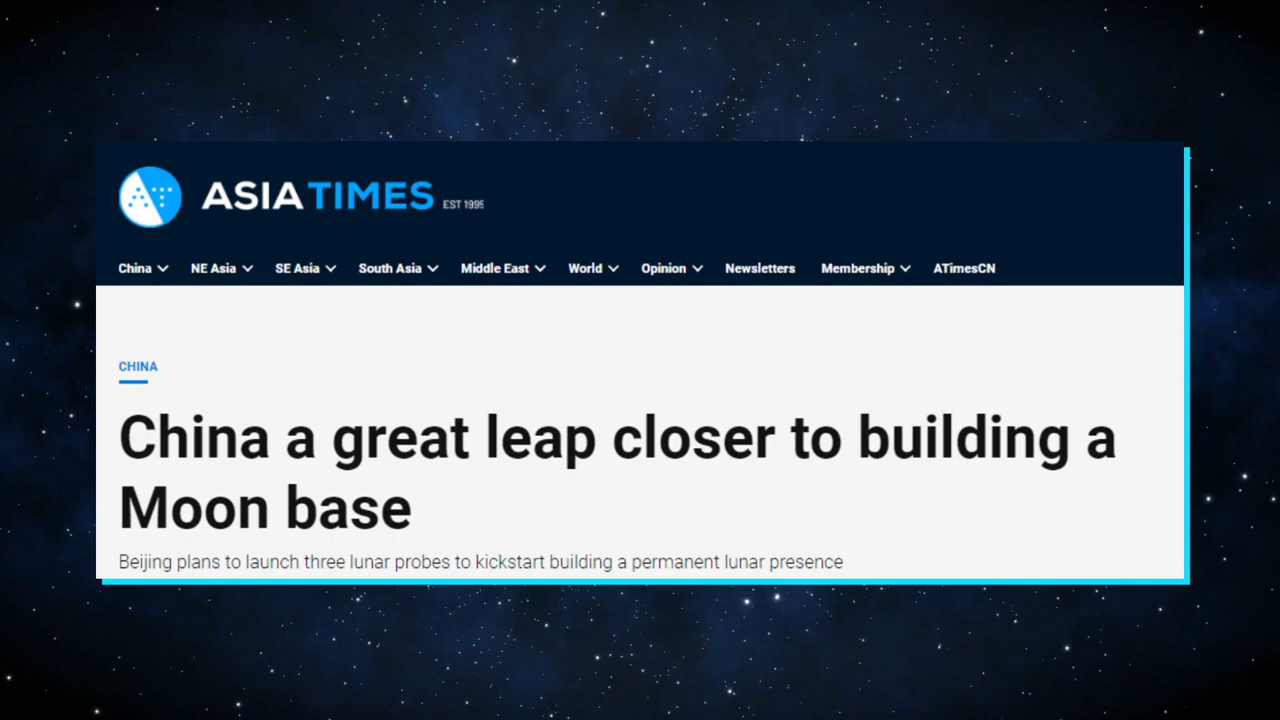 ASIA TIMES EST 1995
China NE Asia SE Asia South Asia Middle East World Opinion Newsletters Membership ATimesCN
CHINA
China a great leap closer to building a
Moon base
Beijing plans to launch three lunar probes to kickstart building a permanent lunar presence